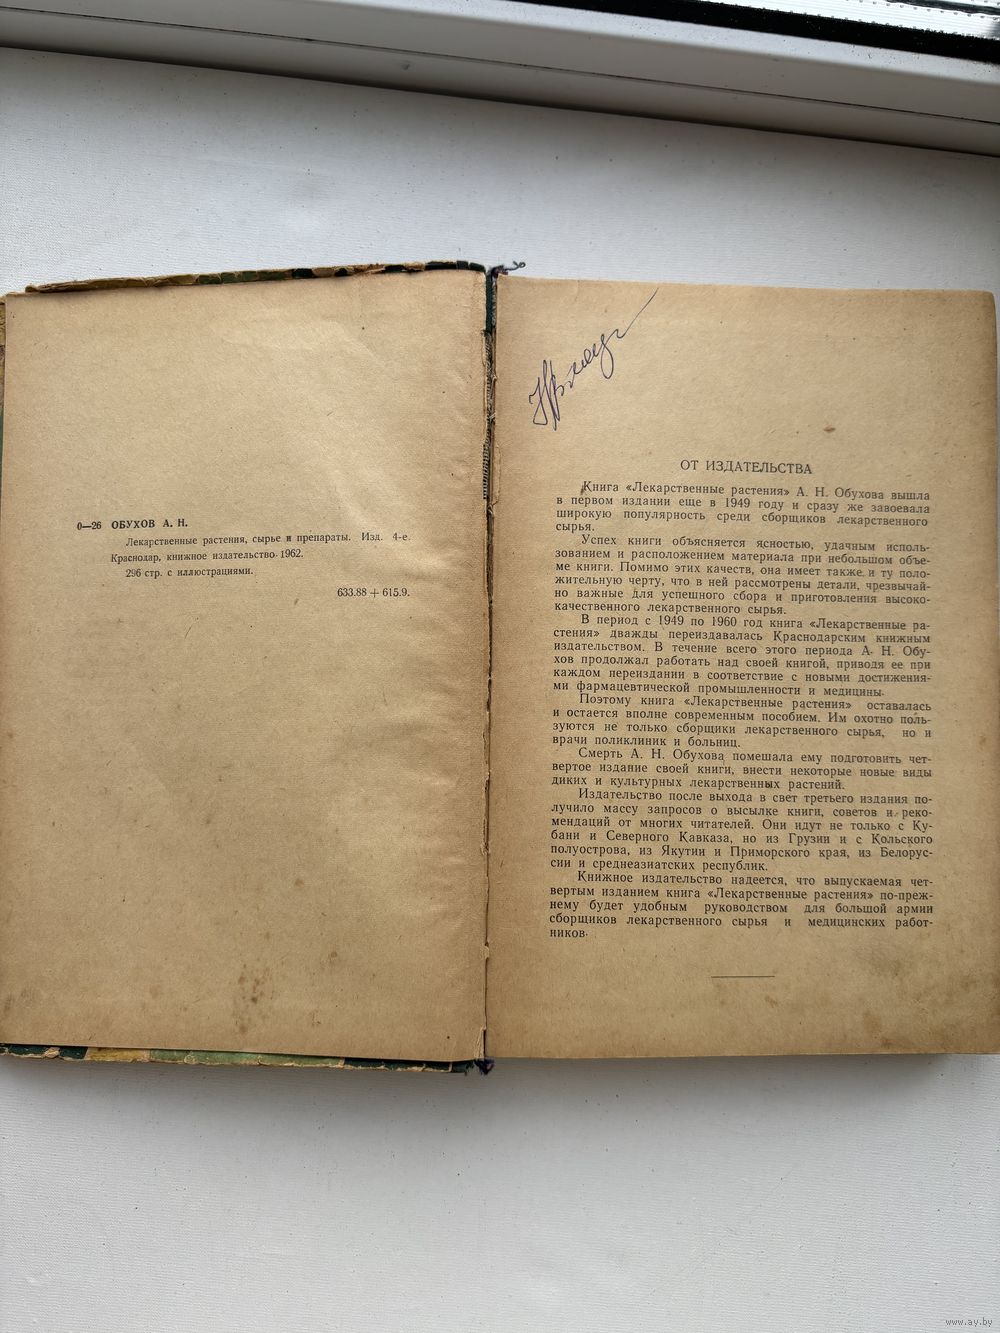 0—26 ОБУХОВ А. Н.
Лекарственные растения, сырье и препараты. Изд. 4-е.
Краснодар, книжное издательство. 1962.
296 стр. с иллюстрациями.
633.88 + 615.9.
ОТ ИЗДАТЕЛЬСТВА
Книга «Лекарственные растения» А. Н. Обухова вышла
в первом издании еще в 1949 году и сразу же завоевала
широкую популярность среди сборщиков лекарственного
сырья.
Успех книги объясняется ясностью, удачным исполь-
зованием и расположением материала при небольшом объе-
ме книги. Помимо этих качеств, она имеет также и ту поло-
жительную черту, что в ней рассмотрены детали, чрезвычай-
но важные для успешного сбора и приготовления высоко-
качественного лекарственного сырья.
В период с 1949 по 1960 год книга «Лекарственные ра-
стения» дважды переиздавалась Краснодарским книжным
издательством. В течение всего этого периода А. Н. Обу-
хов продолжал работать над своей книгой, приводя ее при
каждом переиздании в соответствие с новыми достижения-
ми фармацевтической промышленности и медицины.
Поэтому книга «Лекарственные растения» оставалась
и остается вполне современным пособием. Им охотно поль-
зуются не только сборщики лекарственного сырья, но и
врачи поликлиник и больниц.
Смерть А. Н. Обухова помешала ему подготовить чет-
вертое издание своей книги, внести некоторые новые виды
диких и культурных лекарственных растений.
Издательство после выхода в свет третьего издания по-
лучило массу запросов о высылке книги, советов и реко-
мендаций от многих читателей. Они идут не только с Ку-
бани и Северного Кавказа, но из Грузии и с Кольского
полуострова, из Якутии и Приморского края, из Белорус-
сии и среднеазиатских республик.
Книжное издательство надеется, что выпускаемая чет-
вертым изданием книга «Лекарственные растения» по-преж-
нему будет удобным руководством для большой армии
сборщиков лекарственного сырья и медицинских работ-
ников.
www.ay.by